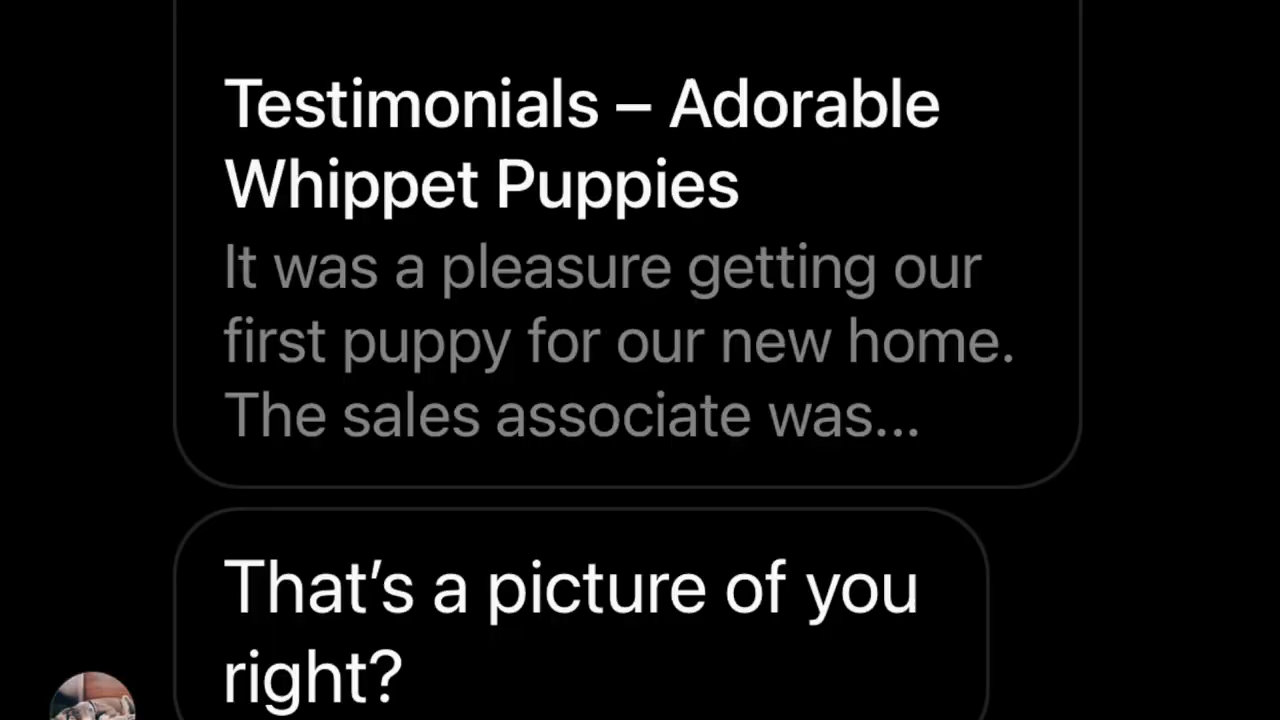 Testimonials – Adorable
Whippet Puppies
It was a pleasure getting our
first puppy for our new home.
The sales associate was...
That’s a picture of you
right?